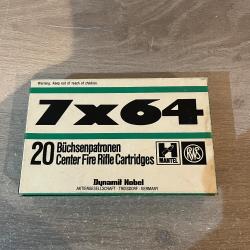 Warning: Keep out of reach of children.
7x64
20 Büchsenpatronen
Center Fire Rifle Cartridges
MANTEL
RWS
Dynamit Nobel
AKTIENGESELLSCHAFT · TROISDORF · GERMANY